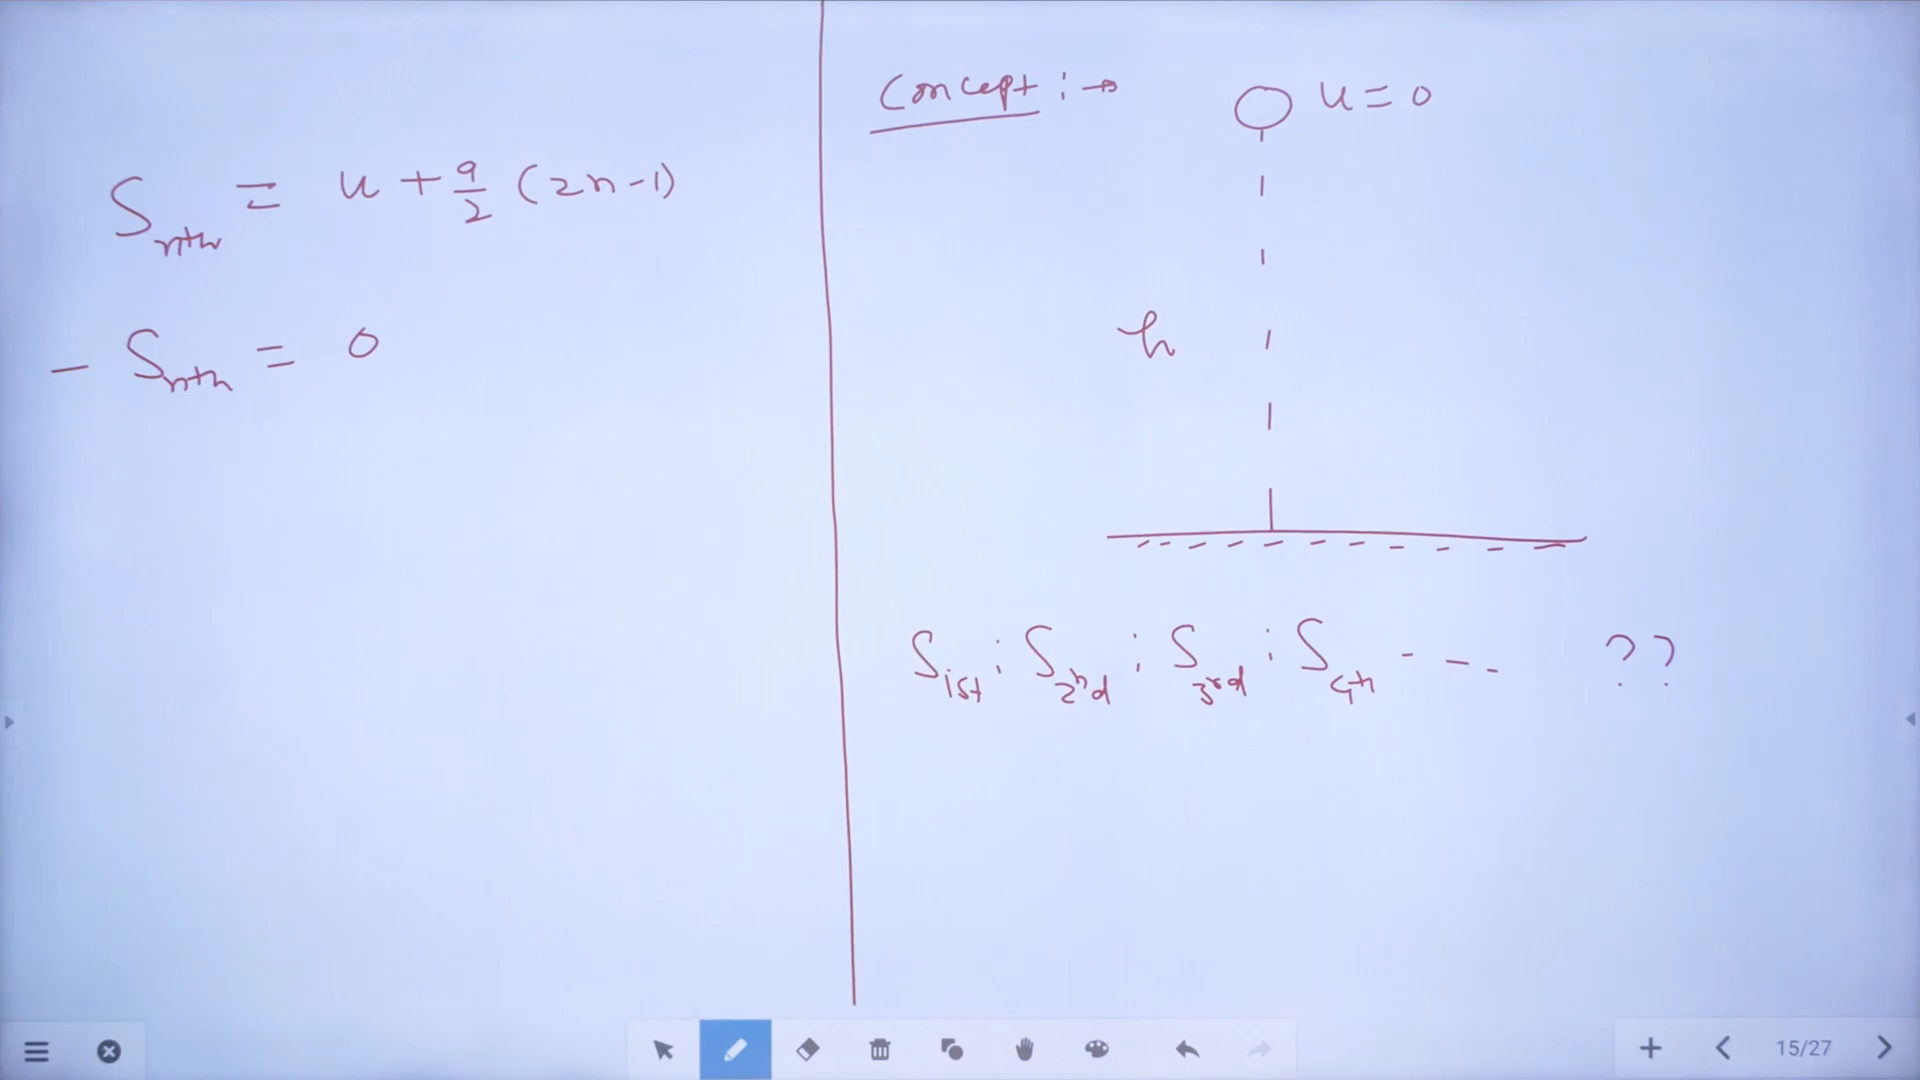 S_nth = u + a/2 (2n-1)
- S_nth = 0
Concept :→
u = 0
h
S_1st : S_2nd : S_3rd : S_4th - - - ??
15/27